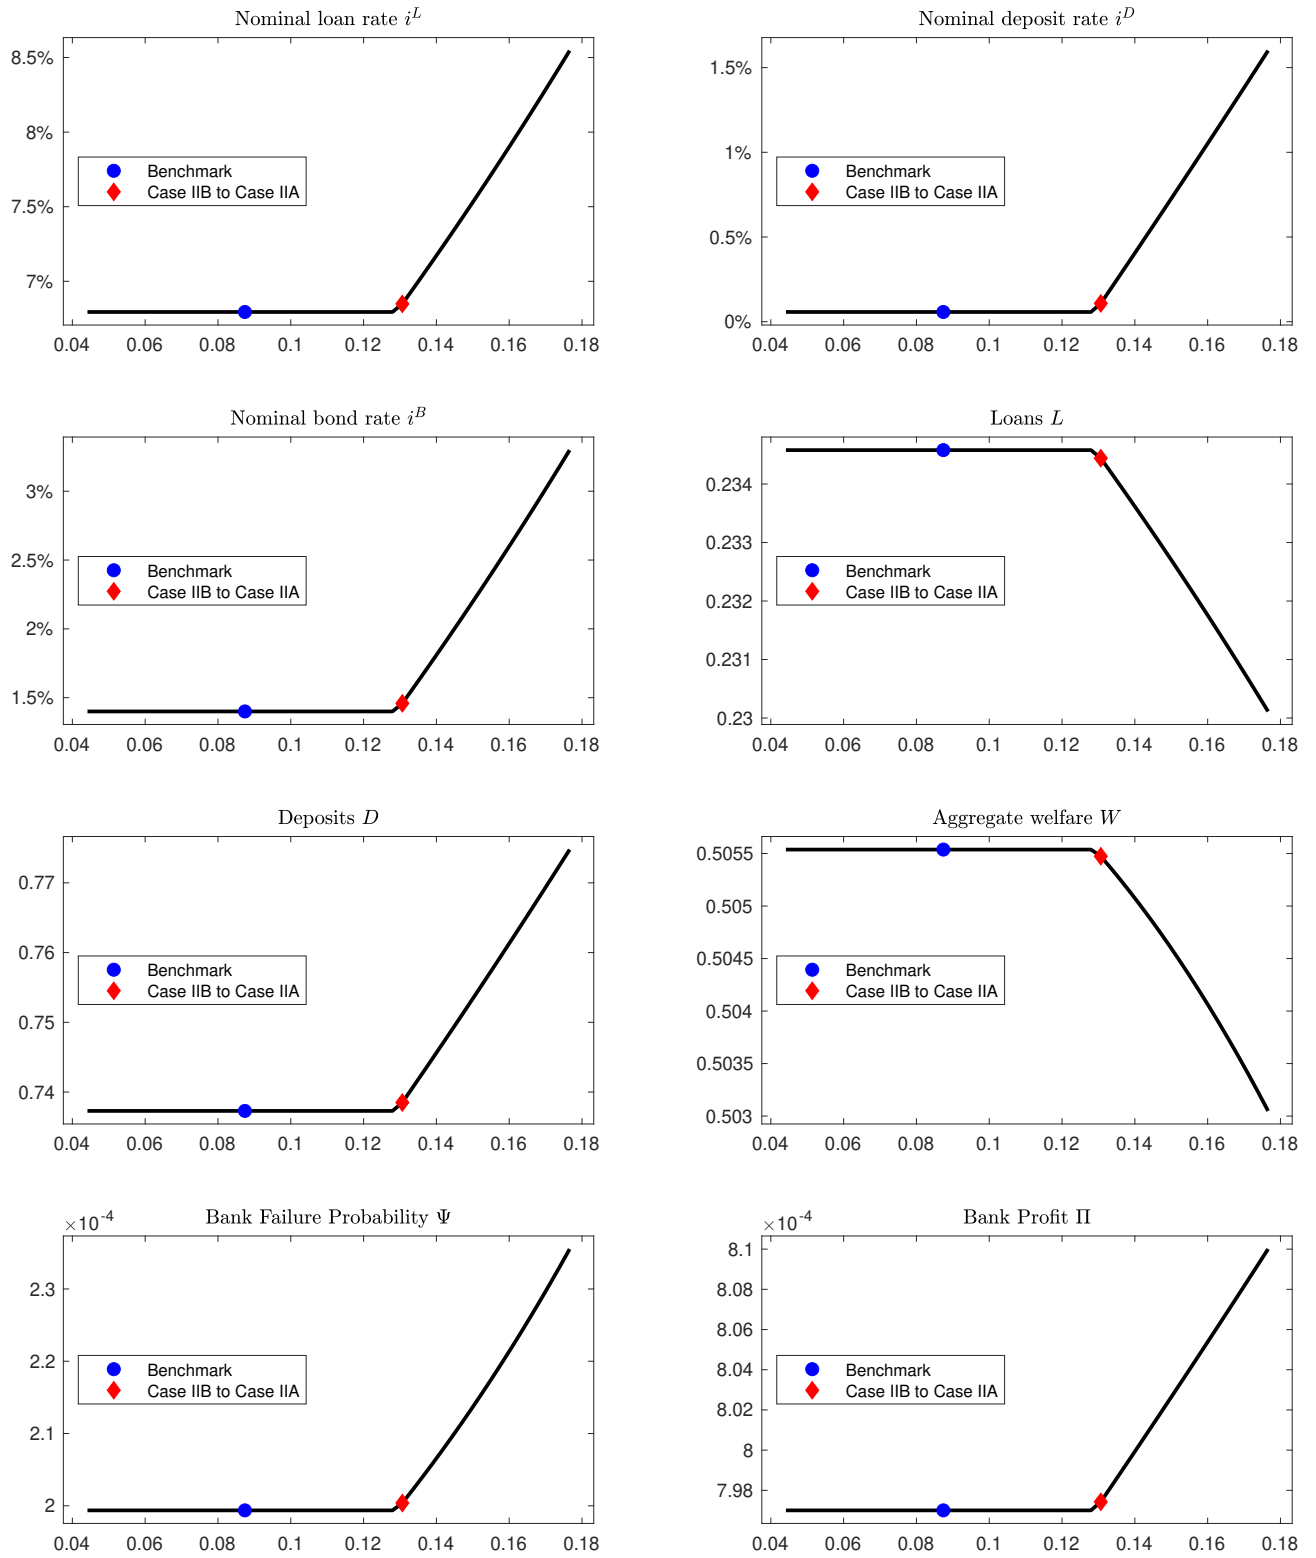 Nominal loan rate i^L
8.5%
8%
7.5%
7%
Benchmark
Case IIB to Case IIA
0.04 0.06 0.08 0.1 0.12 0.14 0.16 0.18
Nominal deposit rate i^D
1.5%
1%
0.5%
0%
Benchmark
Case IIB to Case IIA
0.04 0.06 0.08 0.1 0.12 0.14 0.16 0.18
Nominal bond rate i^B
3%
2.5%
2%
1.5%
Benchmark
Case IIB to Case IIA
0.04 0.06 0.08 0.1 0.12 0.14 0.16 0.18
Loans L
0.234
0.233
0.232
0.231
0.23
Benchmark
Case IIB to Case IIA
0.04 0.06 0.08 0.1 0.12 0.14 0.16 0.18
Deposits D
0.77
0.76
0.75
0.74
Benchmark
Case IIB to Case IIA
0.04 0.06 0.08 0.1 0.12 0.14 0.16 0.18
Aggregate welfare W
0.5055
0.505
0.5045
0.504
0.5035
0.503
Benchmark
Case IIB to Case IIA
0.04 0.06 0.08 0.1 0.12 0.14 0.16 0.18
Bank Failure Probability Ψ
×10^-4
2.3
2.2
2.1
2
Benchmark
Case IIB to Case IIA
0.04 0.06 0.08 0.1 0.12 0.14 0.16 0.18
Bank Profit Π
×10^-4
8.1
8.08
8.06
8.04
8.02
8
7.98
Benchmark
Case IIB to Case IIA
0.04 0.06 0.08 0.1 0.12 0.14 0.16 0.18